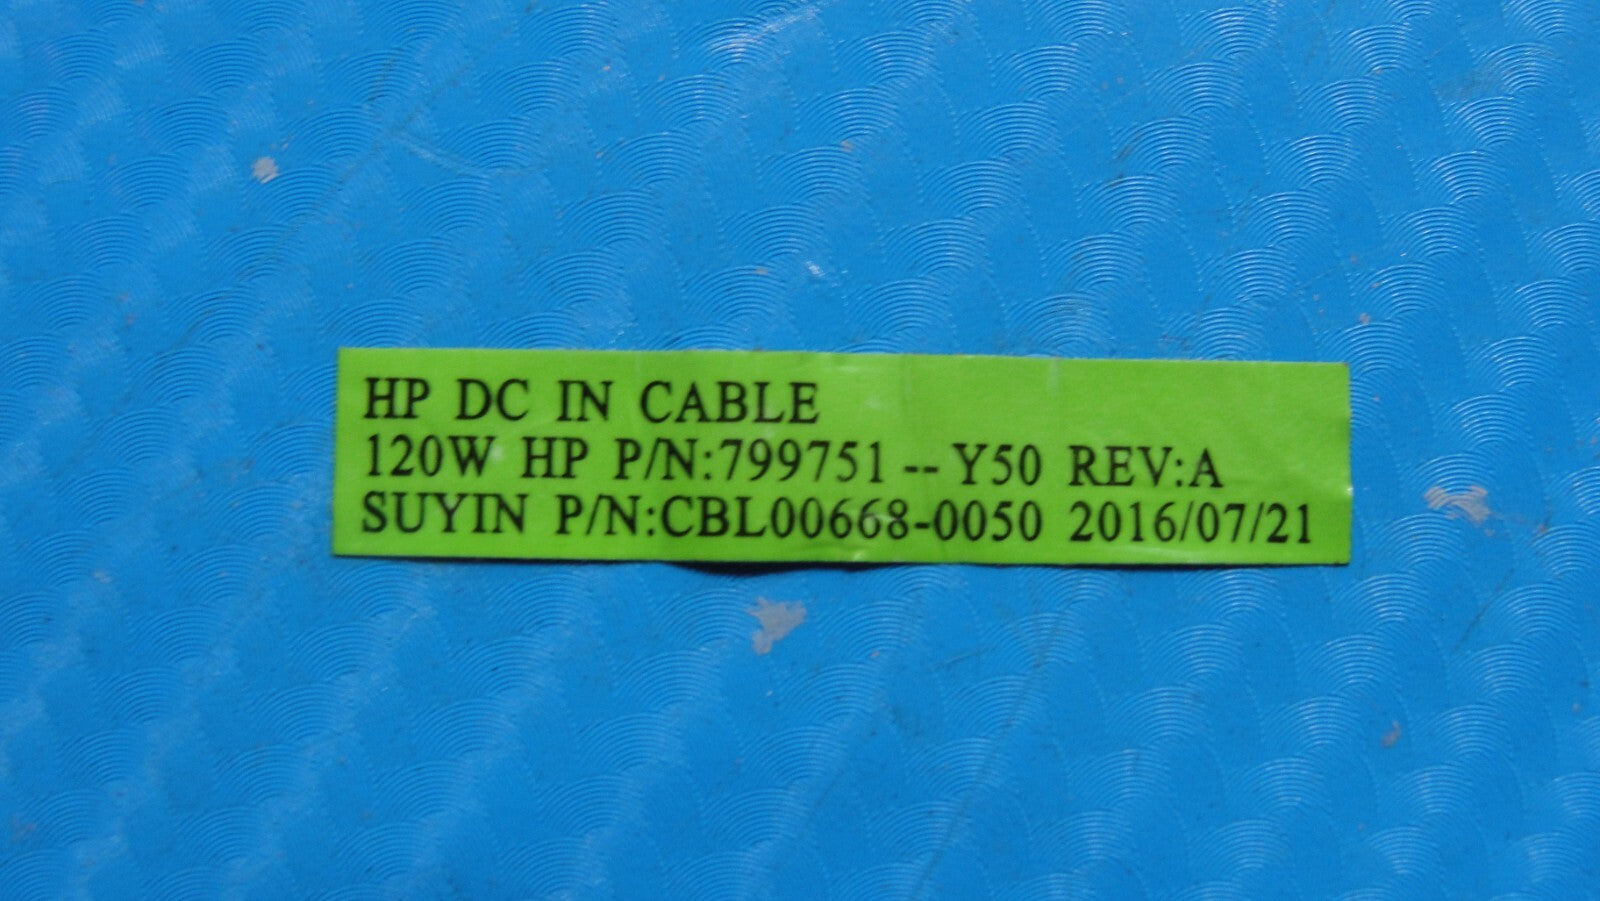 HP DC IN CABLE
120W HP P/N:799751 -- Y50 REV:A
SUYIN P/N:CBL00668-0050 2016/07/21